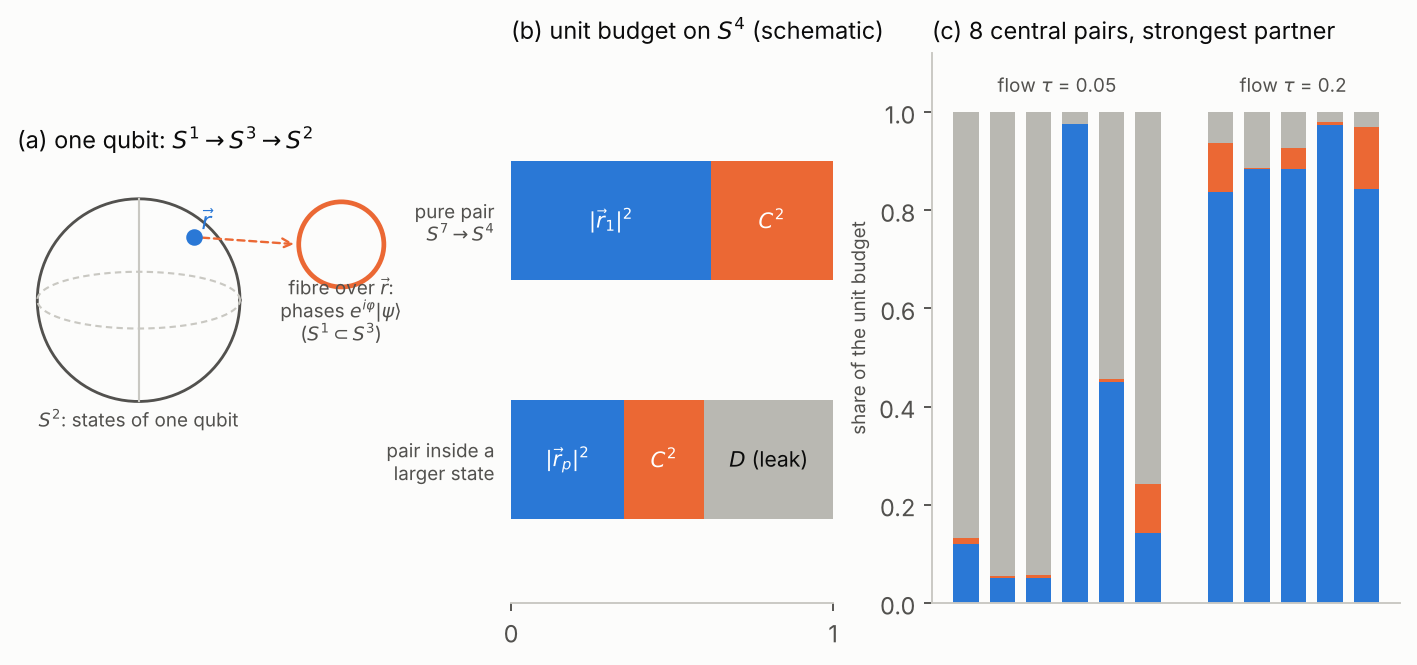 (a) one qubit: S¹→S³→S²
r⃗
fibre over r⃗:
phases e^{iφ}|ψ⟩
(S¹ ⊂ S³)
S²: states of one qubit
(b) unit budget on S⁴ (schematic)
pure pair
S⁷→S⁴
|r⃗₁|²
C²
pair inside a
larger state
|r⃗ₚ|²
C²
D (leak)
0
1
(c) 8 central pairs, strongest partner
flow τ = 0.05
flow τ = 0.2
share of the unit budget
1.0
0.8
0.6
0.4
0.2
0.0